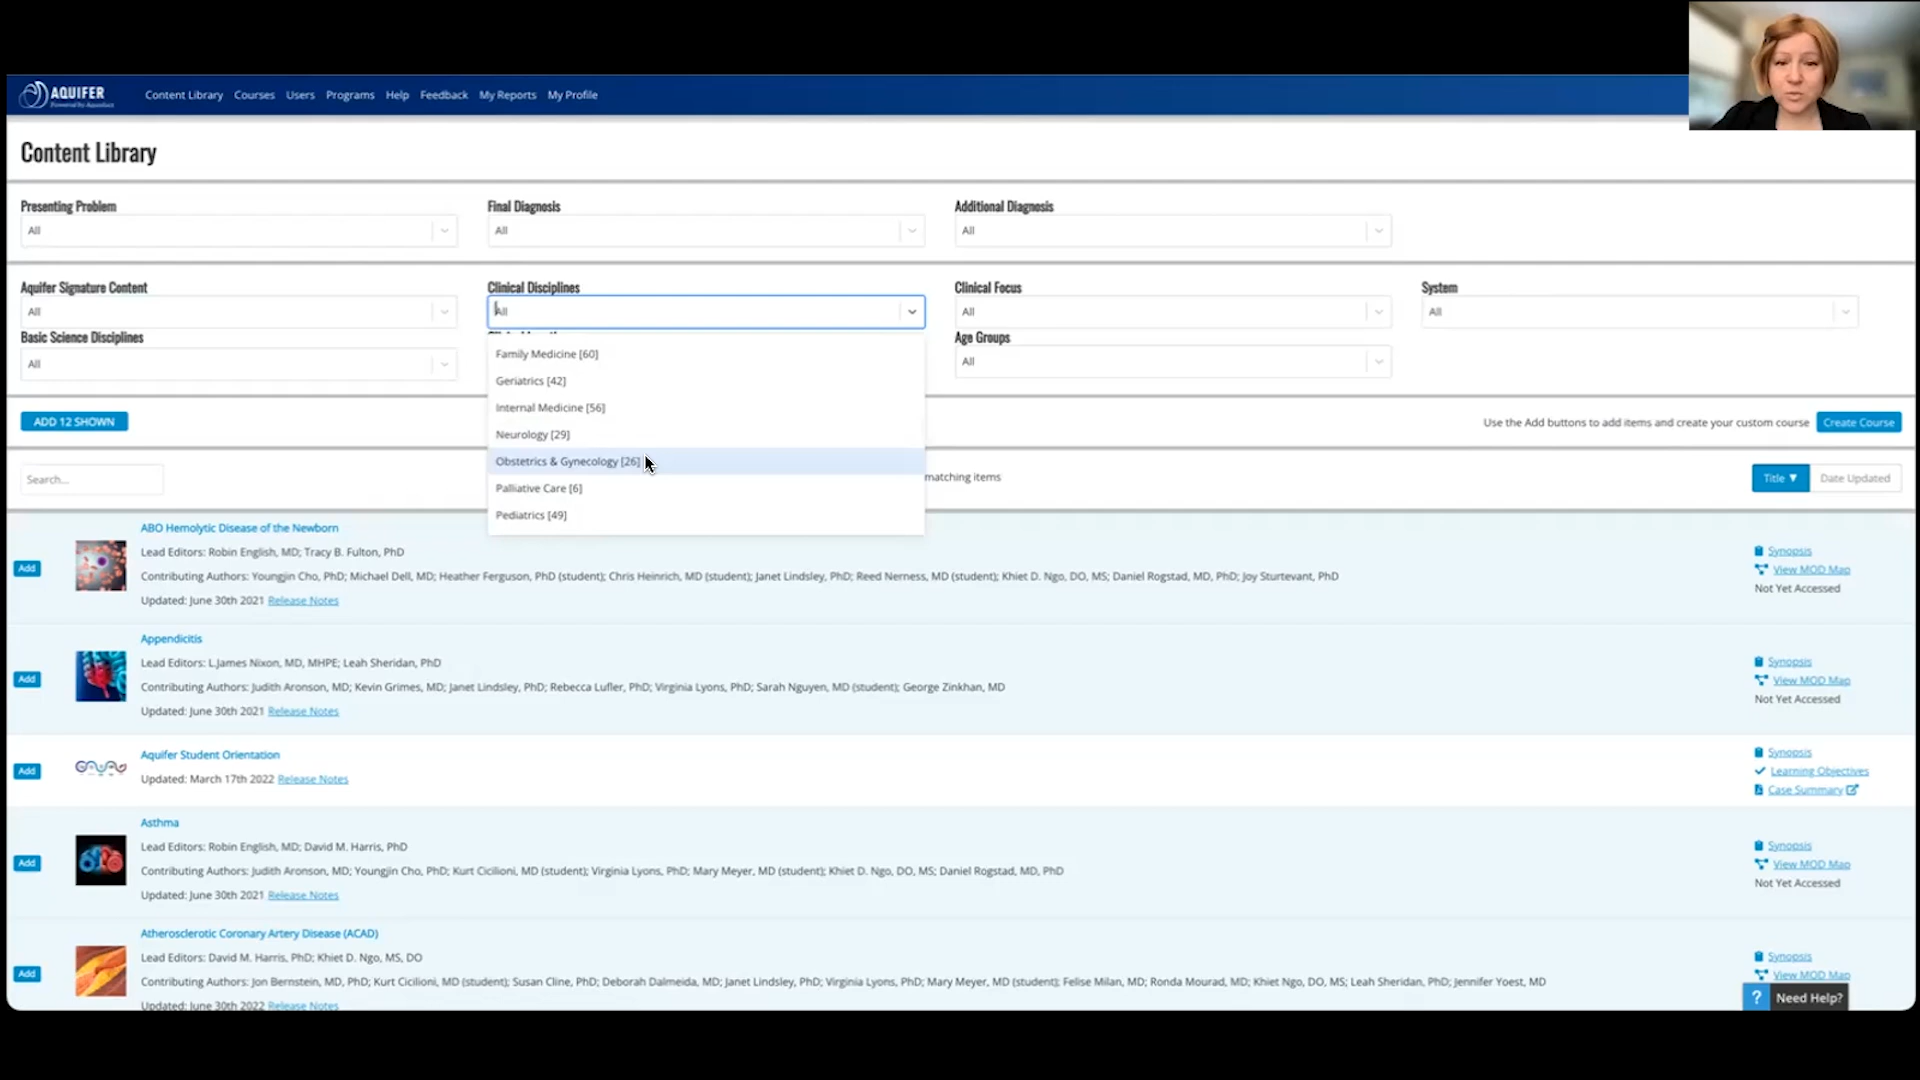 AQUIFER
Content Library Courses Users Programs Help Feedback My Reports My Profile
Content Library
Presenting Problem Final Diagnosis Additional Diagnosis
All All All
Aquifer Signature Content Clinical Disciplines Clinical Focus System
All All All All
Basic Science Disciplines Age Groups
All All
Family Medicine [60]
Geriatrics [42]
Internal Medicine [56]
Neurology [29]
Obstetrics & Gynecology [26]
Palliative Care [6]
Pediatrics [49]
ADD 12 SHOWN Use the Add buttons to add items and create your custom course Create Course
Search... matching items Title ▼ Date Updated
ABO Hemolytic Disease of the Newborn
Lead Editors: Robin English, MD; Tracy B. Fulton, PhD Synopsis
Add Contributing Authors: Youngjin Cho, PhD; Michael Dell, MD; Heather Ferguson, PhD (student); Chris Heinrich, MD (student); Janet Lindsley, PhD; Reed Nerness, MD (student); Khiet D. Ngo, DO, MS; Daniel Rogstad, MD, PhD; Joy Sturtevant, PhD View MOD Map
Updated: June 30th 2021 Release Notes Not Yet Accessed
Appendicitis
Lead Editors: L.James Nixon, MD, MHPE; Leah Sheridan, PhD Synopsis
Add Contributing Authors: Judith Aronson, MD; Kevin Grimes, MD; Janet Lindsley, PhD; Rebecca Lufler, PhD; Virginia Lyons, PhD; Sarah Nguyen, MD (student); George Zinkhan, MD View MOD Map
Updated: June 30th 2021 Release Notes Not Yet Accessed
Aquifer Student Orientation Synopsis
Add Updated: March 17th 2022 Release Notes Learning Objectives
Case Summary
Asthma
Lead Editors: Robin English, MD; David M. Harris, PhD Synopsis
Add Contributing Authors: Judith Aronson, MD; Youngjin Cho, PhD; Kurt Cicilioni, MD (student); Virginia Lyons, PhD; Mary Meyer, MD (student); Khiet D. Ngo, DO, MS; Daniel Rogstad, MD, PhD View MOD Map
Updated: June 30th 2021 Release Notes Not Yet Accessed
Atherosclerotic Coronary Artery Disease (ACAD)
Lead Editors: David M. Harris, PhD; Khiet D. Ngo, MS, DO Synopsis
Add Contributing Authors: Jon Bernstein, MD, PhD; Kurt Cicilioni, MD (student); Susan Cline, PhD; Deborah Dalmeida, MD; Janet Lindsley, PhD; Virginia Lyons, PhD; Mary Meyer, MD (student); Felise Milan, MD; Ronda Mourad, MD; Khiet Ngo, DO, MS; Leah Sheridan, PhD; Jennifer Yoest, MD View MOD Map
Updated: June 30th 2022 Release Notes
? Need Help?